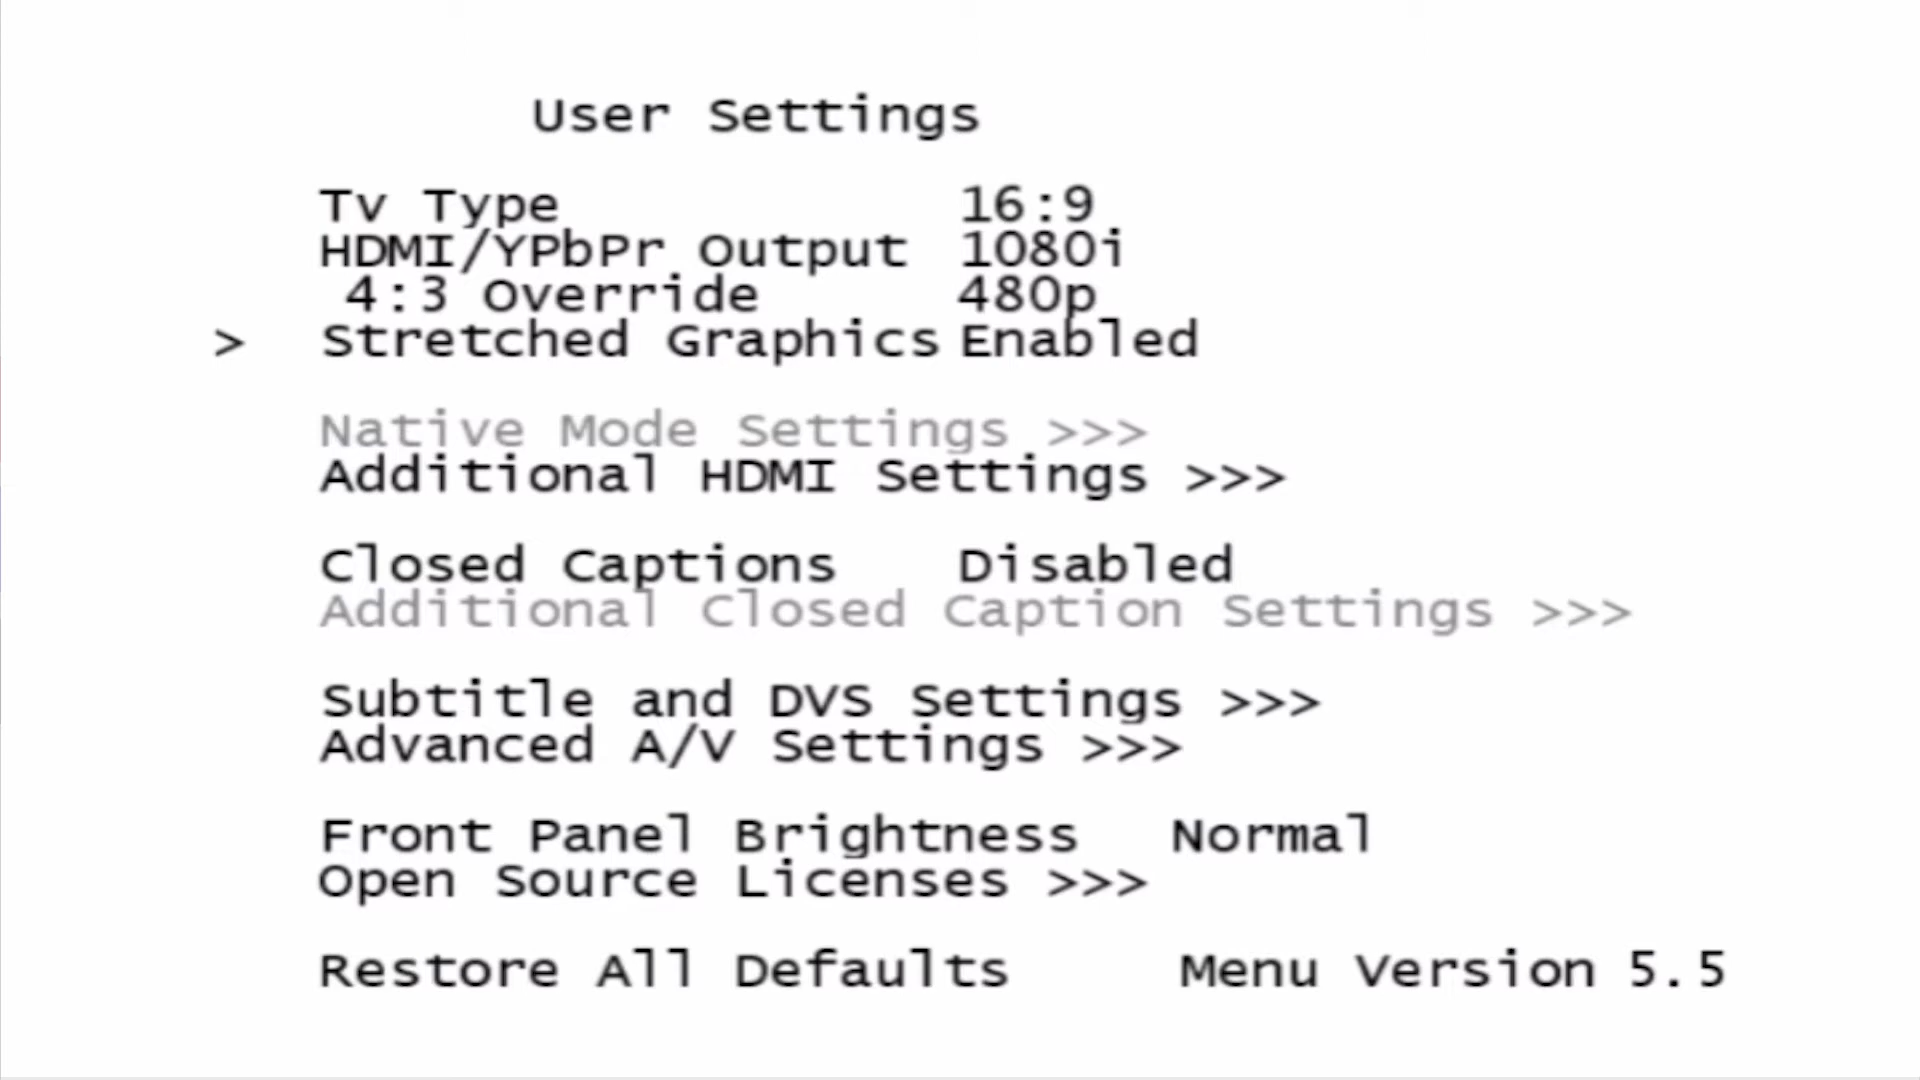 User Settings
Tv Type 16:9
HDMI/YPbPr Output 1080i
4:3 Override 480p
> Stretched Graphics Enabled
Native Mode Settings >>>
Additional HDMI Settings >>>
Closed Captions Disabled
Additional Closed Caption Settings >>>
Subtitle and DVS Settings >>>
Advanced A/V Settings >>>
Front Panel Brightness Normal
Open Source Licenses >>>
Restore All Defaults Menu Version 5.5